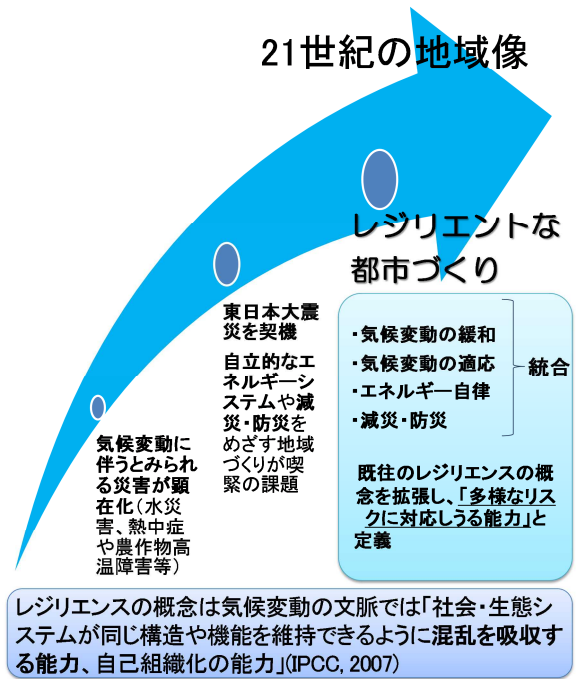 21世紀の地域像
気候変動に
伴うとみられ
る災害が顕
在化(水災
害、熱中症
や農作物高
温障害等)
東日本大震
災を契機
自立的なエ
ネルギーシ
ステムや減
災・防災を
めざす地域
づくりが喫
緊の課題
レジリエントな
都市づくり
・気候変動の緩和
・気候変動の適応
・エネルギー自律
・減災・防災
統合
既往のレジリエンスの概
念を拡張し、「多様なリス
クに対応しうる能力」と
定義
レジリエンスの概念は気候変動の文脈では「社会・生態シ
ステムが同じ構造や機能を維持できるように混乱を吸収す
る能力、自己組織化の能力」(IPCC, 2007)